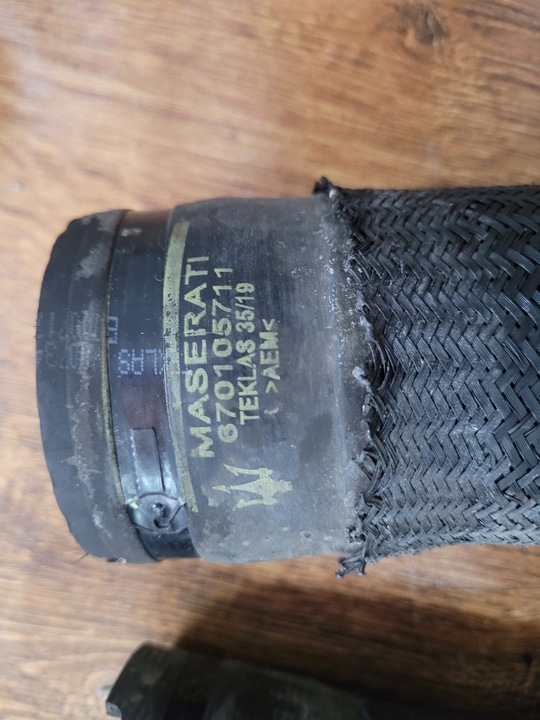 MASERATI
670105711
TEKLAS 35/19
>AEM<